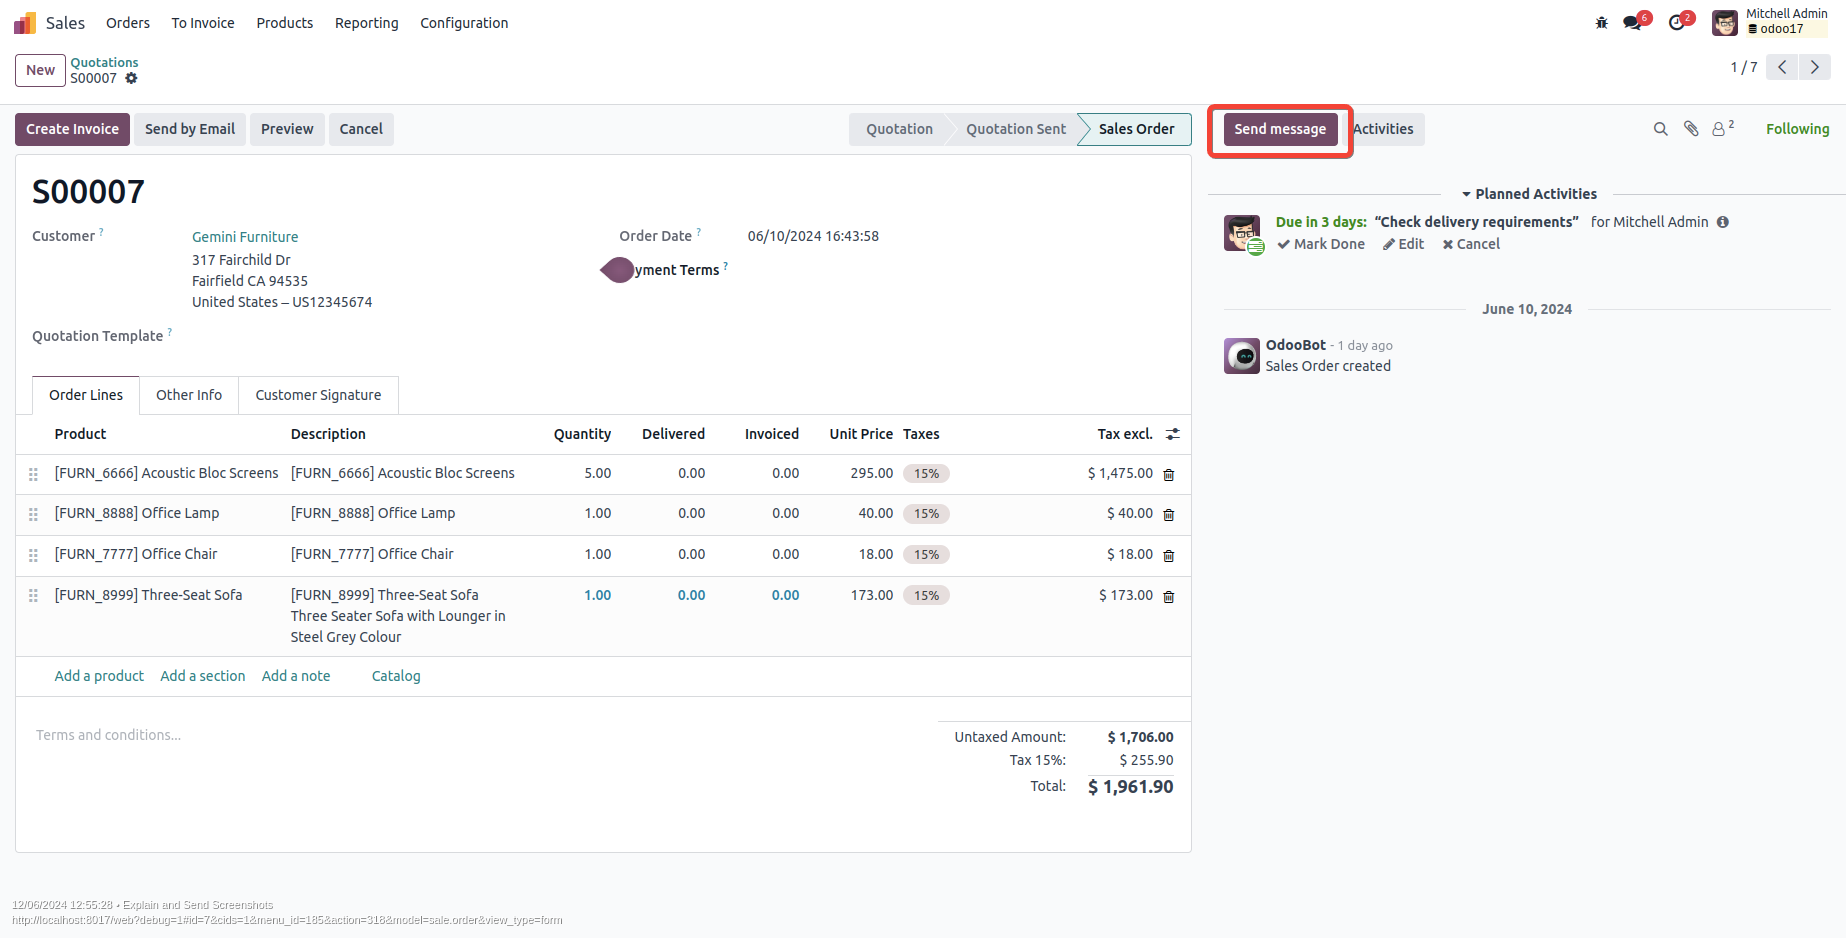 Sales Orders To Invoice Products Reporting Configuration
6 2 Mitchell Admin
odoo17
New Quotations
S00007
1 / 7
Create Invoice Send by Email Preview Cancel Quotation Quotation Sent Sales Order Send message Activities 2 Following
S00007
Customer ? Gemini Furniture
317 Fairchild Dr
Fairfield CA 94535
United States – US12345674
Order Date ? 06/10/2024 16:43:58
yment Terms ?
Quotation Template ?
Order Lines Other Info Customer Signature
Product Description Quantity Delivered Invoiced Unit Price Taxes Tax excl.
[FURN_6666] Acoustic Bloc Screens [FURN_6666] Acoustic Bloc Screens 5.00 0.00 0.00 295.00 15% $ 1,475.00
[FURN_8888] Office Lamp [FURN_8888] Office Lamp 1.00 0.00 0.00 40.00 15% $ 40.00
[FURN_7777] Office Chair [FURN_7777] Office Chair 1.00 0.00 0.00 18.00 15% $ 18.00
[FURN_8999] Three-Seat Sofa [FURN_8999] Three-Seat Sofa 1.00 0.00 0.00 173.00 15% $ 173.00
Three Seater Sofa with Lounger in
Steel Grey Colour
Add a product Add a section Add a note Catalog
Terms and conditions...
Untaxed Amount: $ 1,706.00
Tax 15%: $ 255.90
Total: $ 1,961.90
Planned Activities
Due in 3 days: “Check delivery requirements” for Mitchell Admin
Mark Done Edit Cancel
June 10, 2024
OdooBot - 1 day ago
Sales Order created
12/06/2024 12:55:28 • Explain and Send Screenshots
http://localhost:8017/web?debug=1#id=7&cids=1&menu_id=185&action=318&model=sale.order&view_type=form